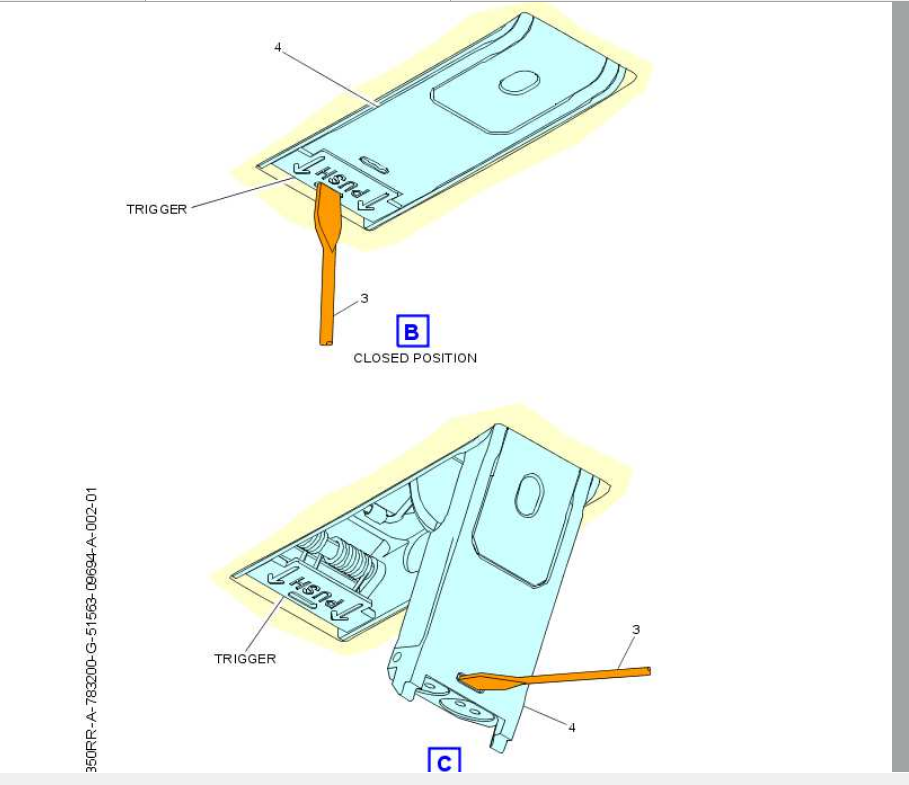 4
PUSH
TRIGGER
3
B
CLOSED POSITION
350RR-A-783200-G-51563-09694-A-002-01
PUSH
TRIGGER
3
4
C